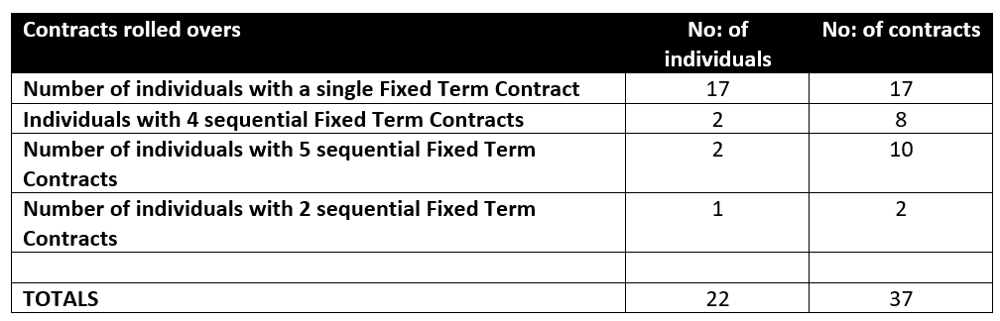 Contracts rolled overs No: of No: of contracts
individuals
Number of individuals with a single Fixed Term Contract 17 17
Individuals with 4 sequential Fixed Term Contracts 2 8
Number of individuals with 5 sequential Fixed Term 2 10
Contracts
Number of individuals with 2 sequential Fixed Term 1 2
Contracts
TOTALS 22 37